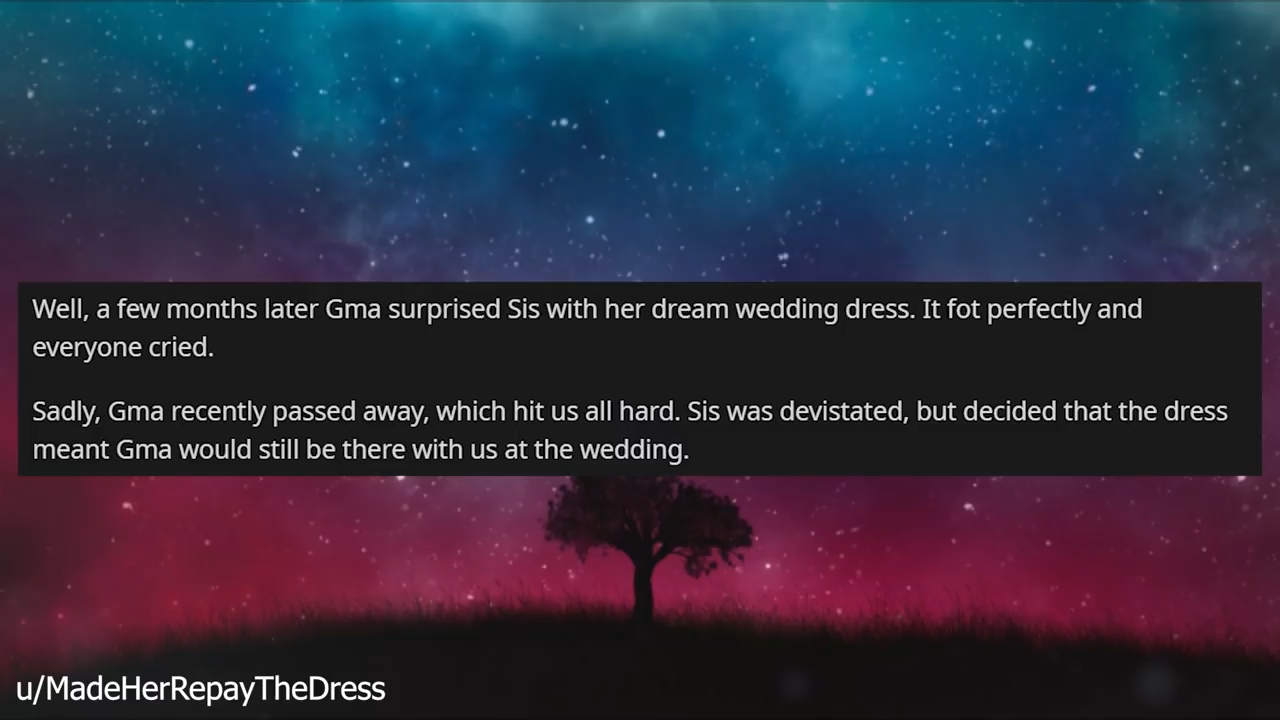 Well, a few months later Gma surprised Sis with her dream wedding dress. It fot perfectly and
everyone cried.
Sadly, Gma recently passed away, which hit us all hard. Sis was devistated, but decided that the dress
meant Gma would still be there with us at the wedding.
u/MadeHerRepayTheDress